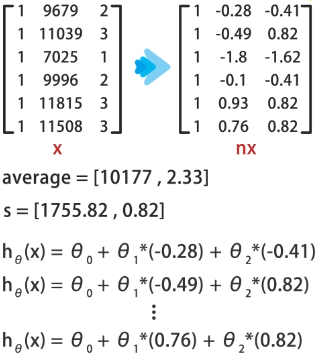 1 9679 2 1 -0.28 -0.41
1 11039 3 1 -0.49 0.82
1 7025 1 1 -1.8 -1.62
1 9996 2 1 -0.1 -0.41
1 11815 3 1 0.93 0.82
1 11508 3 1 0.76 0.82
x nx
average = [10177 , 2.33]
s = [1755.82 , 0.82]
hθ(x) = θ0 + θ1*(-0.28) + θ2*(-0.41)
hθ(x) = θ0 + θ1*(-0.49) + θ2*(0.82)
⋮
hθ(x) = θ0 + θ1*(0.76) + θ2*(0.82)